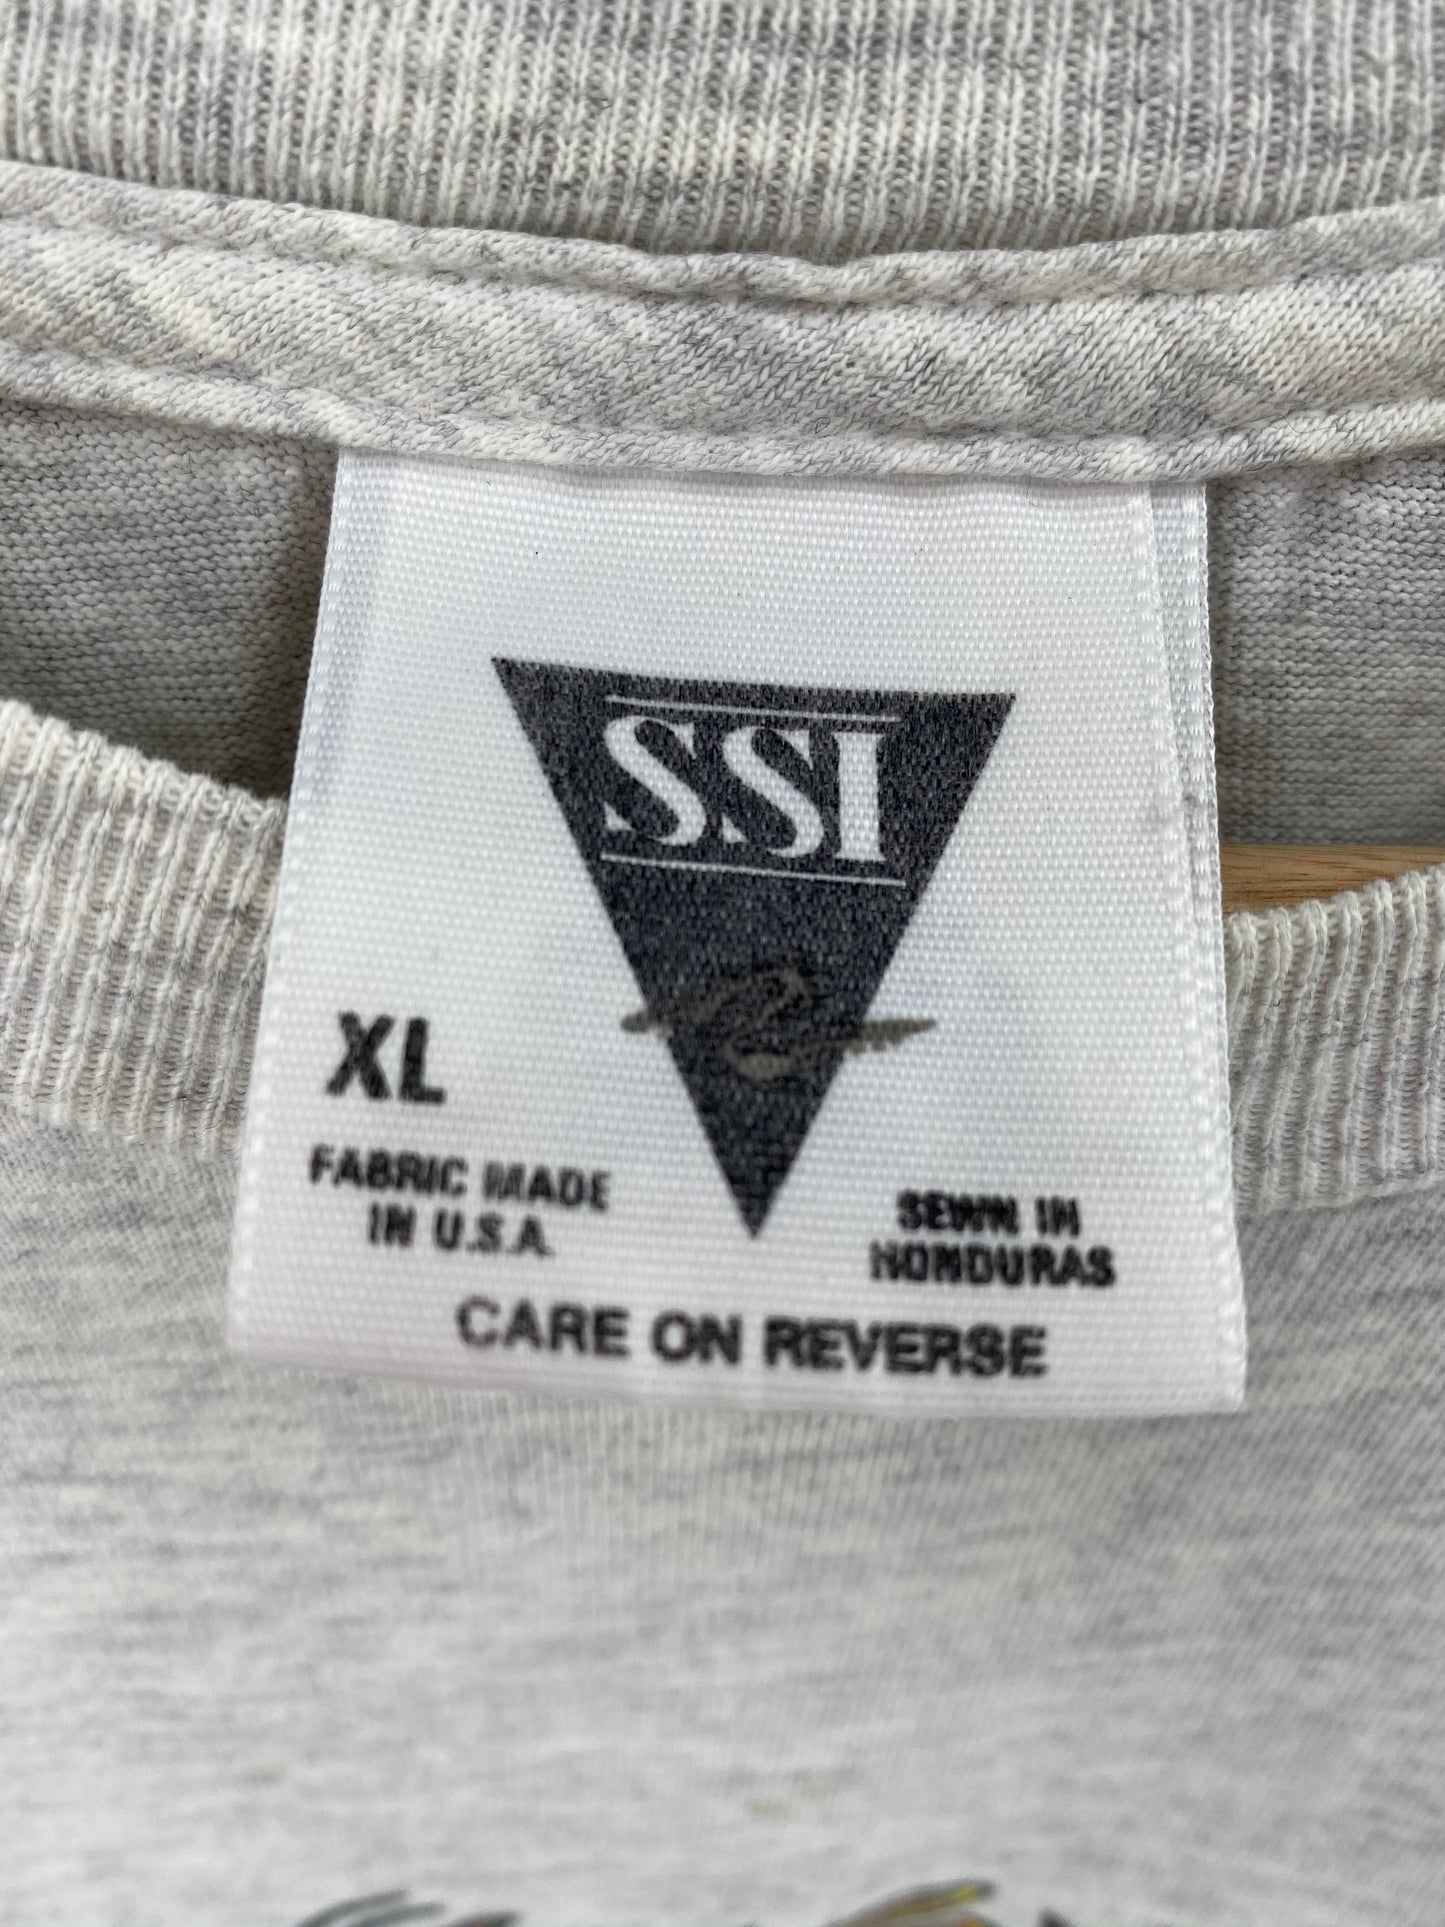 SSI
XL
FABRIC MADE
IN U.S.A.
SEWN IN
HONDURAS
CARE ON REVERSE